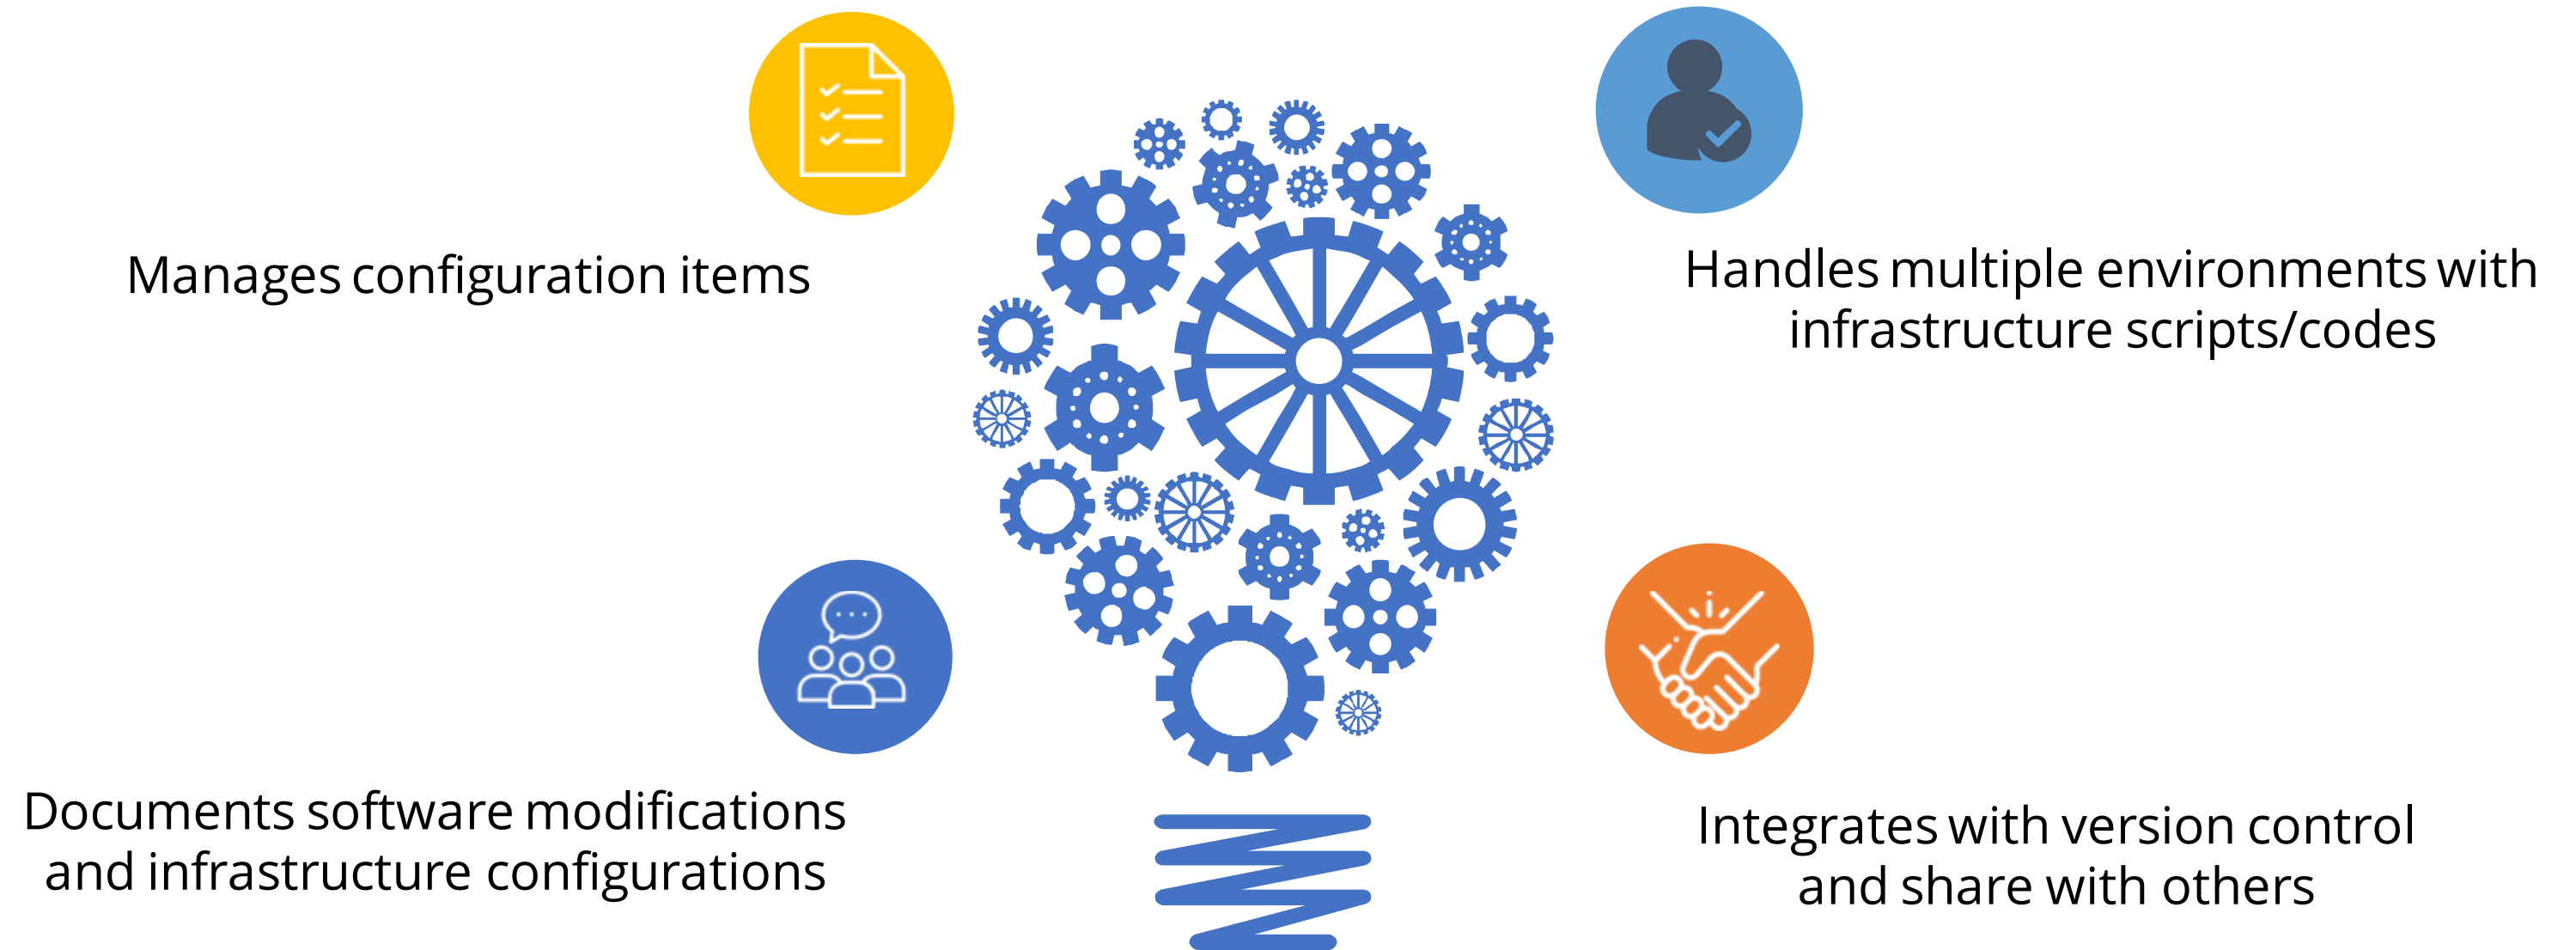 Manages configuration items
Handles multiple environments with
infrastructure scripts/codes
Documents software modifications
and infrastructure configurations
Integrates with version control
and share with others